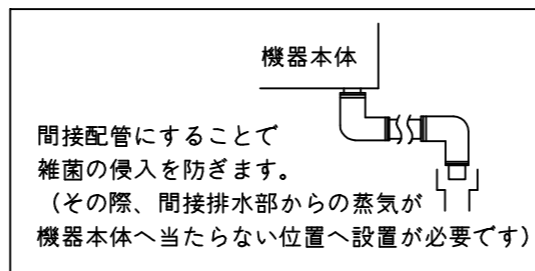 機器本体
間接配管にすることで
雑菌の侵入を防ぎます。
（その際、間接排水部からの蒸気が
機器本体へ当たらない位置へ設置が必要です）